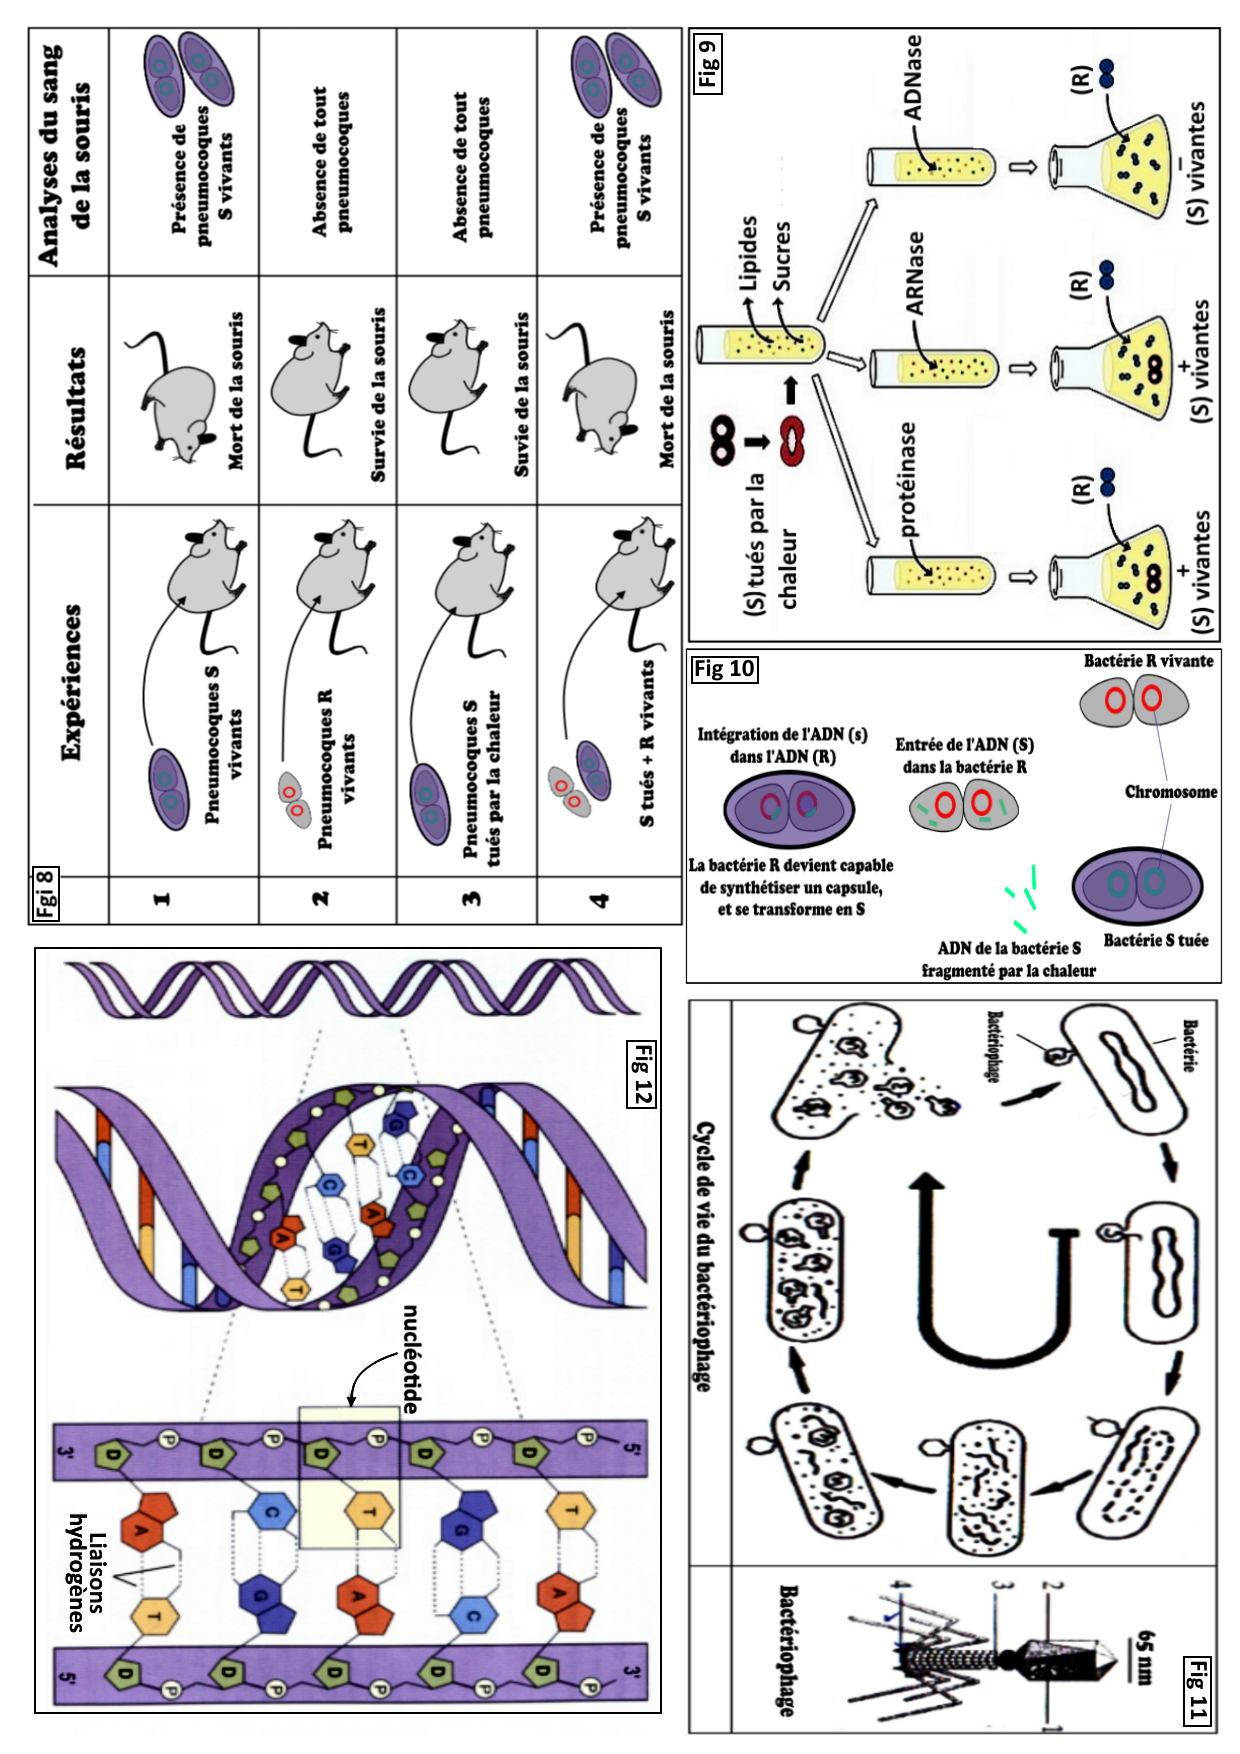 Fgi 8
Expériences
Résultats
Analyses du sang
de la souris
1
Pneumocoques S
vivants
Mort de la souris
Présence de
pneumocoques
S vivants
2
Pneumocoques R
vivants
Survie de la souris
Absence de tout
pneumocoques
3
Pneumocoques S
tués par la chaleur
Suvie de la souris
Absence de tout
pneumocoques
4
S tués + R vivants
Mort de la souris
Présence de
pneumocoques
S vivants
Fig 9
(S)tués par la
chaleur
Lipides
Sucres
protéinase
ARNase
ADNase
(R)
(R)
(R)
+
(S) vivantes
+
(S) vivantes
−
(S) vivantes
Fig 10
Bactérie R vivante
Intégration de l'ADN (s)
dans l'ADN (R)
Entrée de l'ADN (S)
dans la bactérie R
Chromosome
La bactérie R devient capable
de synthétiser un capsule,
et se transforme en S
ADN de la bactérie S
fragmenté par la chaleur
Bactérie S tuée
Fig 11
Bactérie
Bactériophage
Cycle de vie du bactériophage
65 nm
1
2
3
4
Bactériophage
Fig 12
G
C
T
A
C
G
A
T
nucléotide
5'
P
D
P
D
P
D
P
D
P
D
3'
T
A
G
C
T
A
C
G
A
T
Liaisons
hydrogènes
3'
D
P
D
P
D
P
D
P
D
P
5'